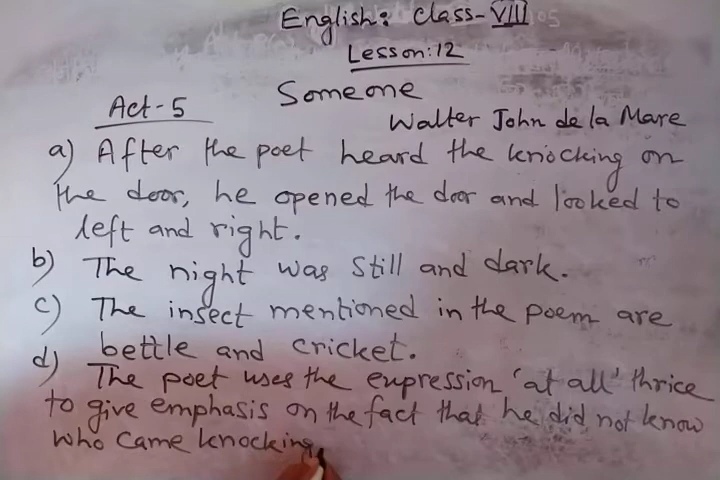 English: Class-VIII
Lesson:12
Someone
Act-5
Walter John de la Mare
a) After the poet heard the knocking on
the door, he opened the door and looked to
left and right.
b) The night was still and dark.
c) The insect mentioned in the poem are
bettle and cricket.
d) The poet uses the expression 'at all' thrice
to give emphasis on the fact that he did not know
who came knocking.